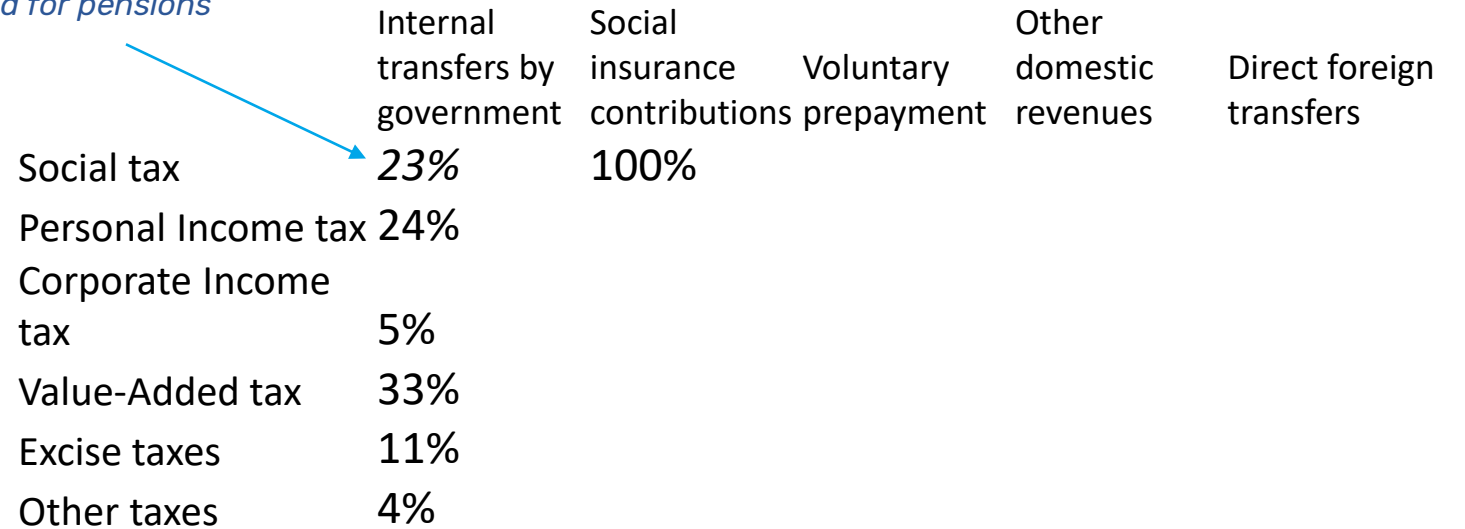 d for pensions
Internal transfers by government
Social insurance contributions
Voluntary prepayment
Other domestic revenues
Direct foreign transfers
Social tax 23% 100%
Personal Income tax 24%
Corporate Income
tax 5%
Value-Added tax 33%
Excise taxes 11%
Other taxes 4%